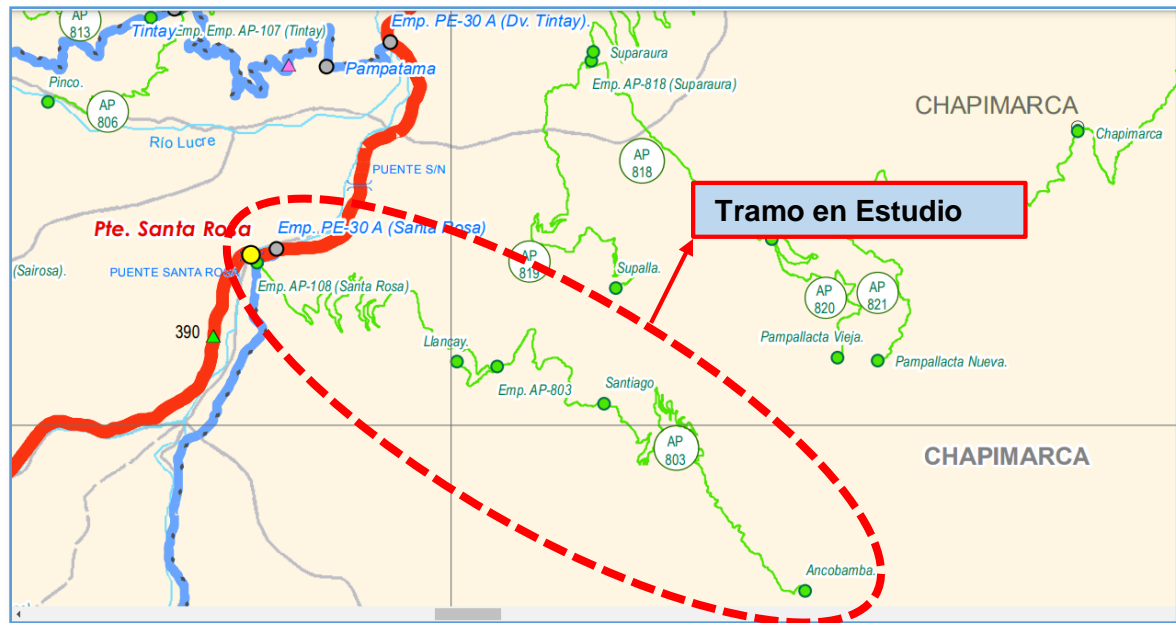 AP
813
Tintay
Emp. Emp. AP-107 (Tintay)
Emp. PE-30 A (Dv. Tintay).
Pampatama
Pinco.
AP
806
Río Lucre
PUENTE S/N
Suparaura
Emp. AP-818 (Suparaura)
AP
818
CHAPIMARCA
Chapimarca
Tramo en Estudio
Pte. Santa Rosa
Emp. PE-30 A (Santa Rosa)
(Sairosa).
PUENTE SANTA ROSA
Emp. AP-108 (Santa Rosa)
AP
819
Supalla.
AP
820
AP
821
390
Llancay.
Pampallacta Vieja.
Pampallacta Nueva.
Emp. AP-803
Santiago
AP
803
CHAPIMARCA
Ancobamba.